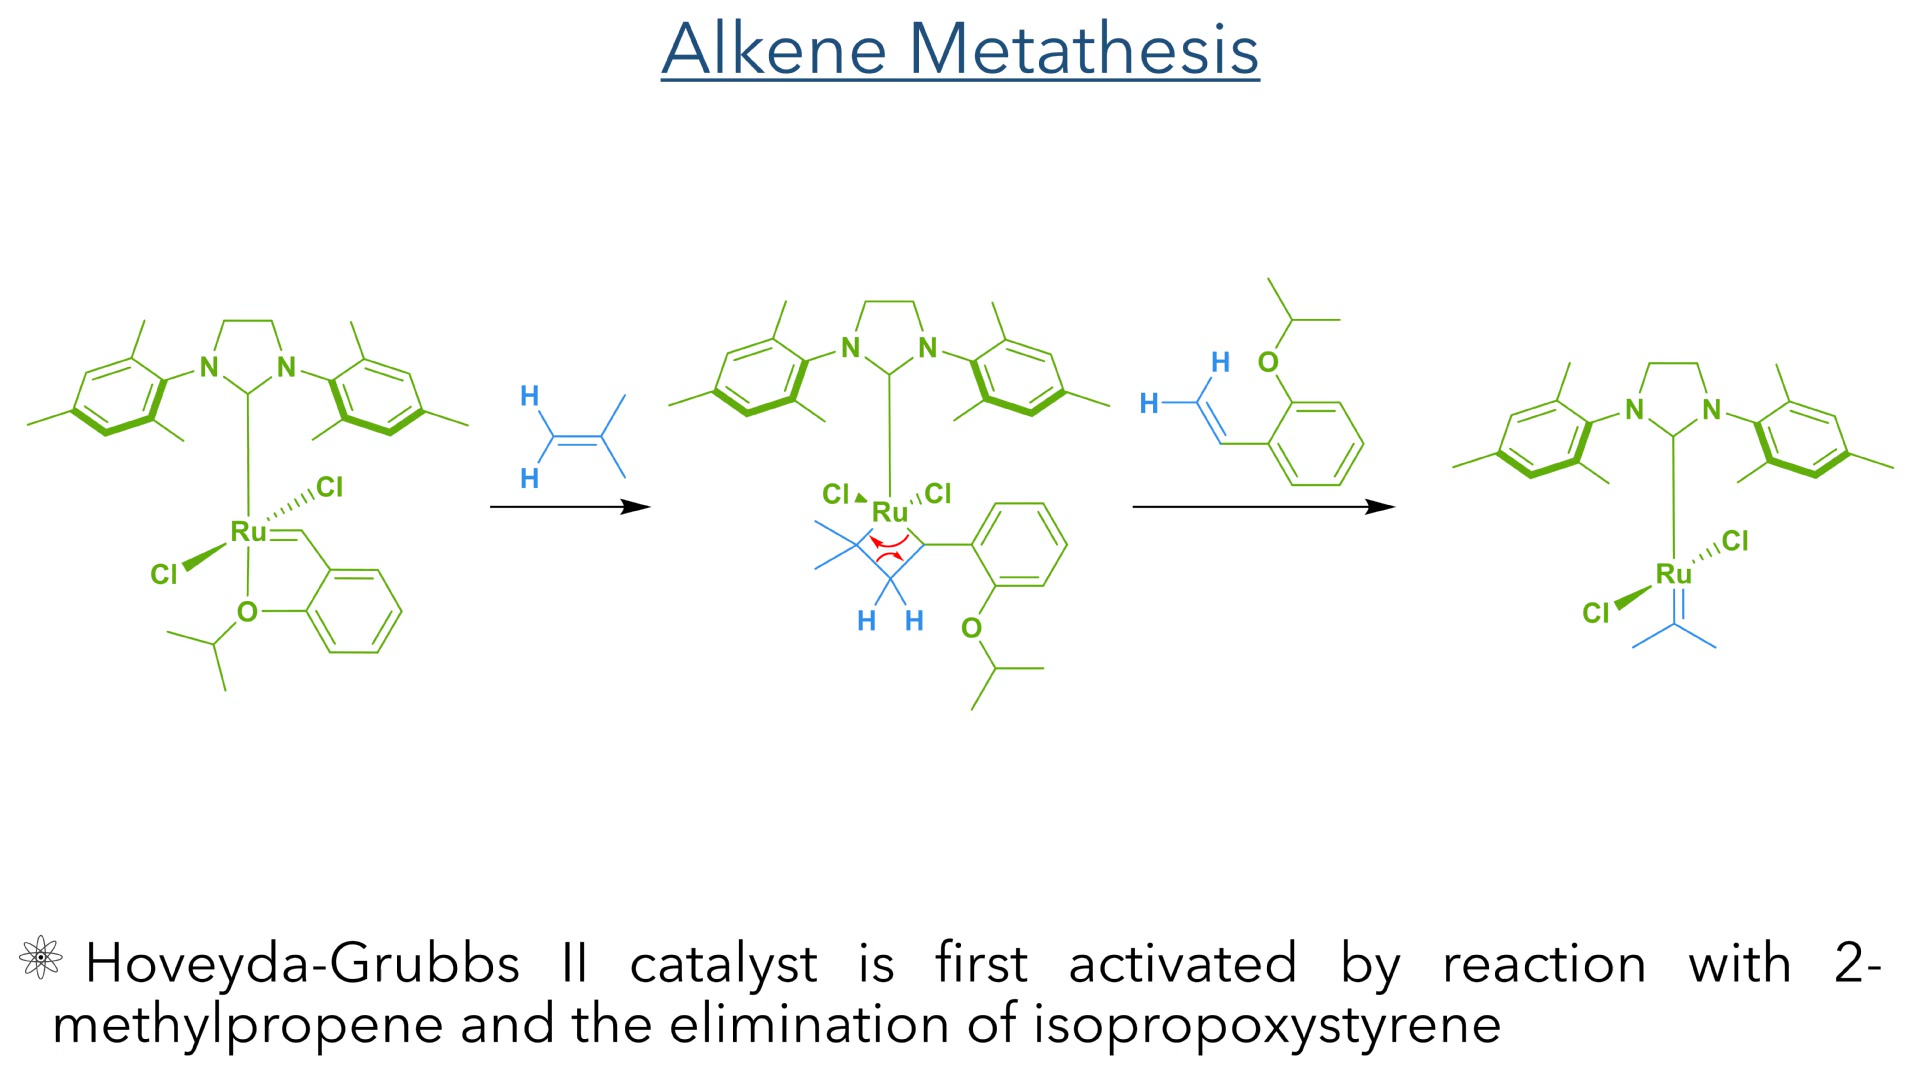 Alkene Metathesis
N N
Cl
Ru
Cl
O
H
H
N N
Cl Cl
Ru
H H
O
H
H
O
N N
Cl
Ru
Cl
Hoveyda-Grubbs II catalyst is first activated by reaction with 2-
methylpropene and the elimination of isopropoxystyrene